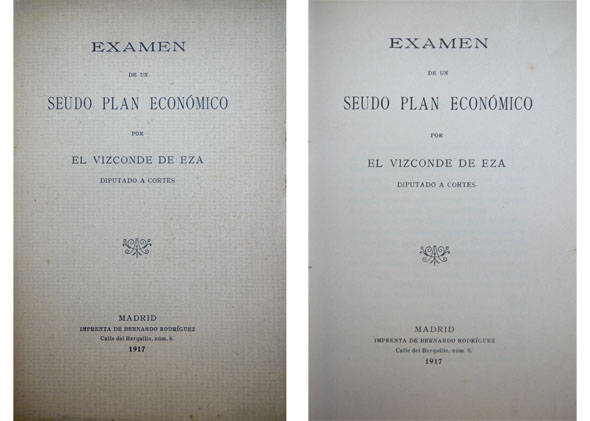 EXAMEN
DE UN
SEUDO PLAN ECONÓMICO
POR
EL VIZCONDE DE EZA
DIPUTADO A CORTES
MADRID
IMPRENTA DE BERNARDO RODRÍGUEZ
Calle del Barquillo, núm. 8.
1917
EXAMEN
DE UN
SEUDO PLAN ECONÓMICO
POR
EL VIZCONDE DE EZA
DIPUTADO A CORTES
MADRID
IMPRENTA DE BERNARDO RODRÍGUEZ
Calle del Barquillo, núm. 8.
1917